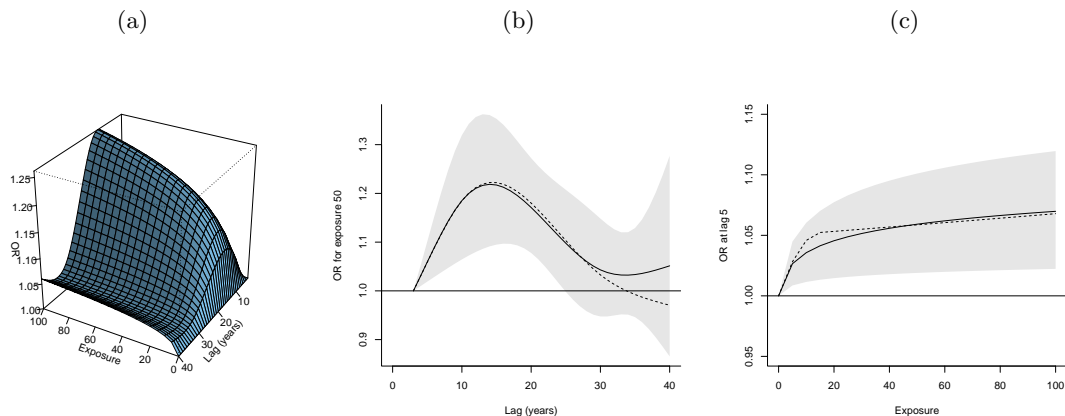 (a)
(b)
(c)
1.25
1.20
1.15
1.10
1.05
1.00
OR
100
80
60
40
20
0
Exposure
40
30
20
10
Lag (years)
1.3
1.2
1.1
1.0
0.9
OR for exposure 50
0 10 20 30 40
Lag (years)
1.15
1.10
1.05
1.00
0.95
OR at lag 5
0 20 40 60 80 100
Exposure